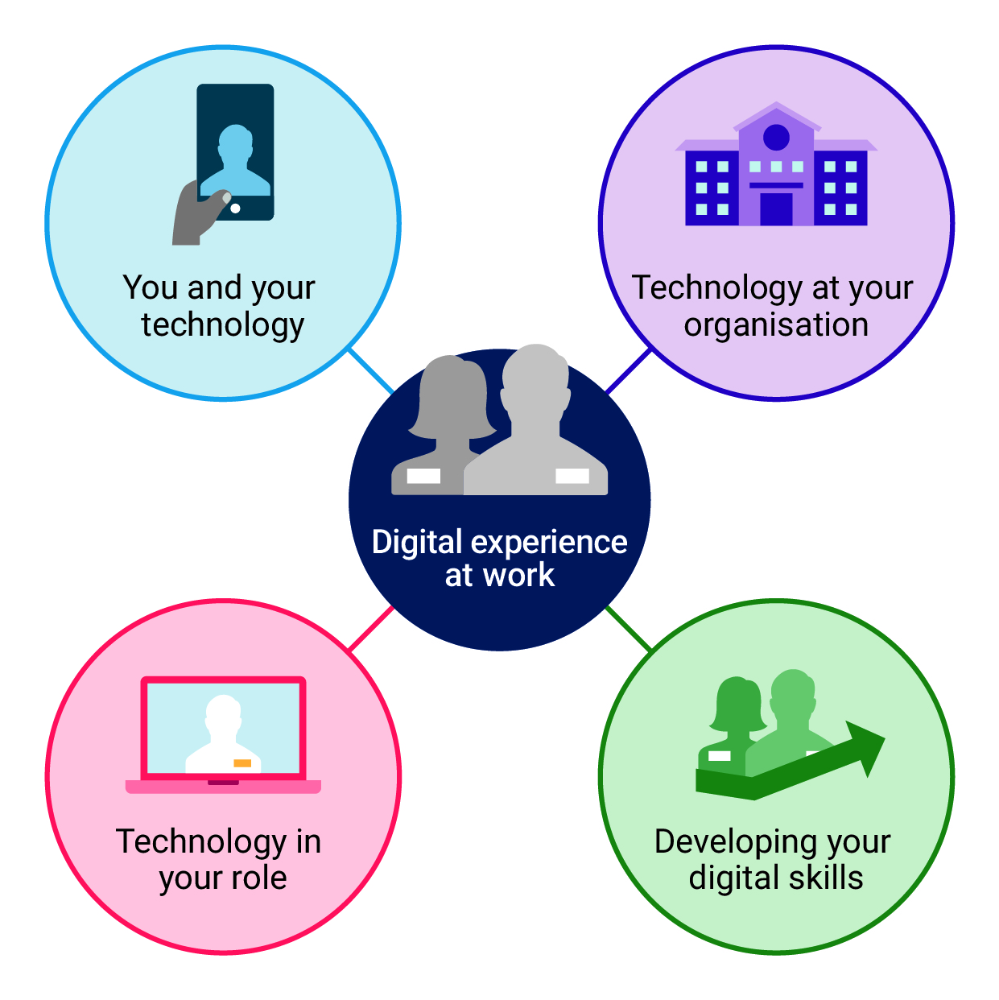 You and your
technology
Technology at your
organisation
Digital experience
at work
Technology in
your role
Developing your
digital skills